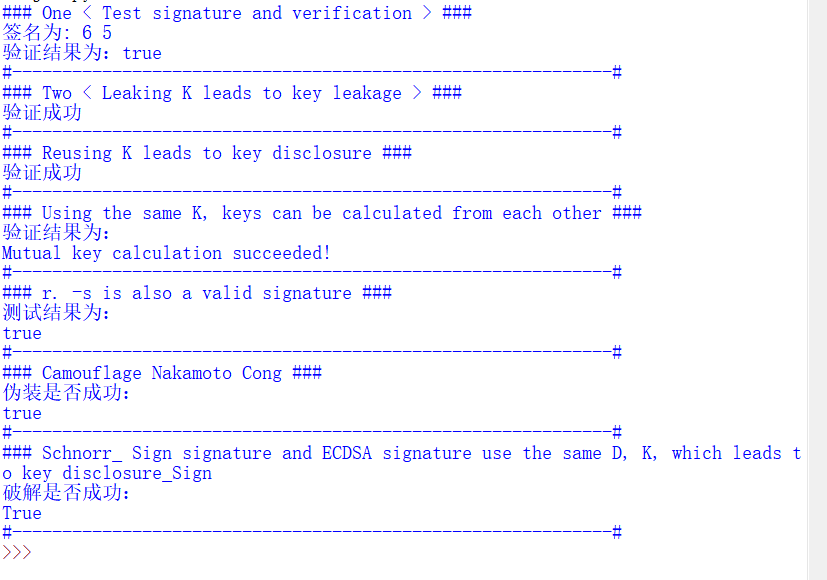 ### One < Test signature and verification > ###
签名为: 6 5
验证结果为：true
#------------------------------------------------------------#
### Two < Leaking K leads to key leakage > ###
验证成功
#------------------------------------------------------------#
### Reusing K leads to key disclosure ###
验证成功
#------------------------------------------------------------#
### Using the same K, keys can be calculated from each other ###
验证结果为：
Mutual key calculation succeeded!
#------------------------------------------------------------#
### r. -s is also a valid signature ###
测试结果为：
true
#------------------------------------------------------------#
### Camouflage Nakamoto Cong ###
伪装是否成功：
true
#------------------------------------------------------------#
### Schnorr_ Sign signature and ECDSA signature use the same D, K, which leads t
o key disclosure_Sign
破解是否成功：
True
#------------------------------------------------------------#
>>>